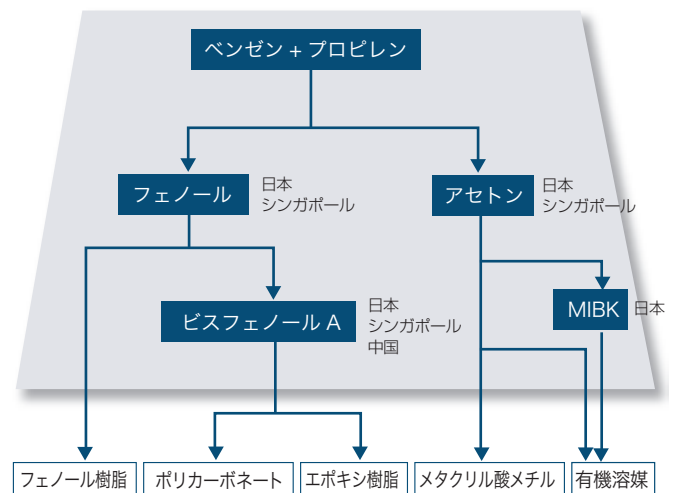 ベンゼン + プロピレン
フェノール
日本
シンガポール
アセトン
日本
シンガポール
ビスフェノール A
日本
シンガポール
中国
MIBK
日本
フェノール樹脂
ポリカーボネート
エポキシ樹脂
メタクリル酸メチル
有機溶媒